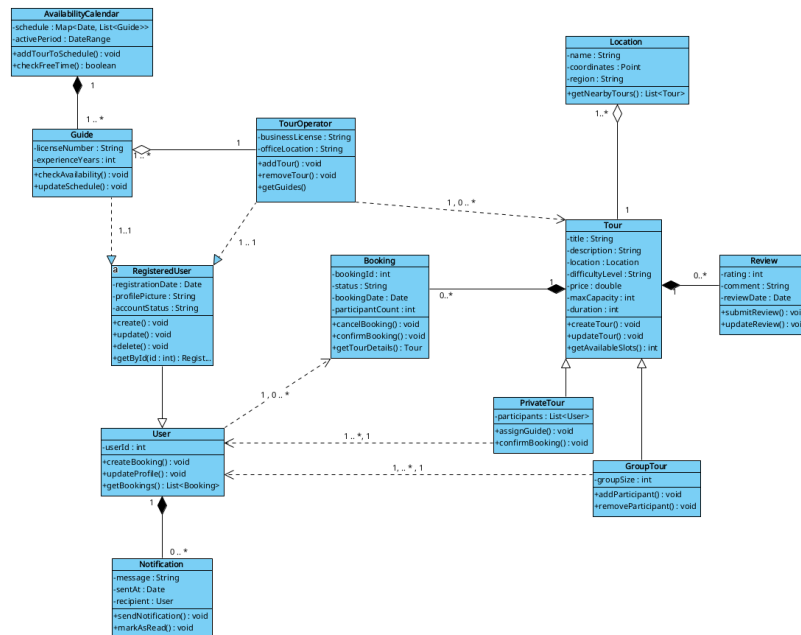 AvailabilityCalendar
-schedule : Map<Date, List<Guide>>
-activePeriod : DateRange
+addTourToSchedule() : void
+checkFreeTime() : boolean
1
1 .. *
Guide
-licenseNumber : String
-experienceYears : int
+checkAvailability() : void
+updateSchedule() : void
1 .. *
1
TourOperator
-businessLicense : String
-officeLocation : String
+addTour() : void
+removeTour() : void
+getGuides()
Location
-name : String
-coordinates : Point
-region : String
+getNearbyTours() : List<Tour>
1..*
1
1 , 0 .. *
1..1
1 .. 1
a
RegisteredUser
-registrationDate : Date
-profilePicture : String
-accountStatus : String
+create() : void
+update() : void
+delete() : void
+getById(id : int) : Regist...
Booking
-bookingId : int
-status : String
-bookingDate : Date
-participantCount : int
+cancelBooking() : void
+confirmBooking() : void
+getTourDetails() : Tour
0..*
1
Tour
-title : String
-description : String
-location : Location
-difficultyLevel : String
-price : double
-maxCapacity : int
-duration : int
+createTour() : void
+updateTour() : void
+getAvailableSlots() : int
1
0..*
Review
-rating : int
-comment : String
-reviewDate : Date
+submitReview() : voi
+updateReview() : voi
1 , 0 .. *
PrivateTour
-participants : List<User>
+assignGuide() : void
+confirmBooking() : void
1 .. *, 1
User
-userId : int
+createBooking() : void
+updateProfile() : void
+getBookings() : List<Booking>
1, .. * , 1
GroupTour
-groupSize : int
+addParticipant() : void
+removeParticipant() : void
1
0 .. *
Notification
-message : String
-sentAt : Date
-recipient : User
+sendNotification() : void
+markAsRead() : void